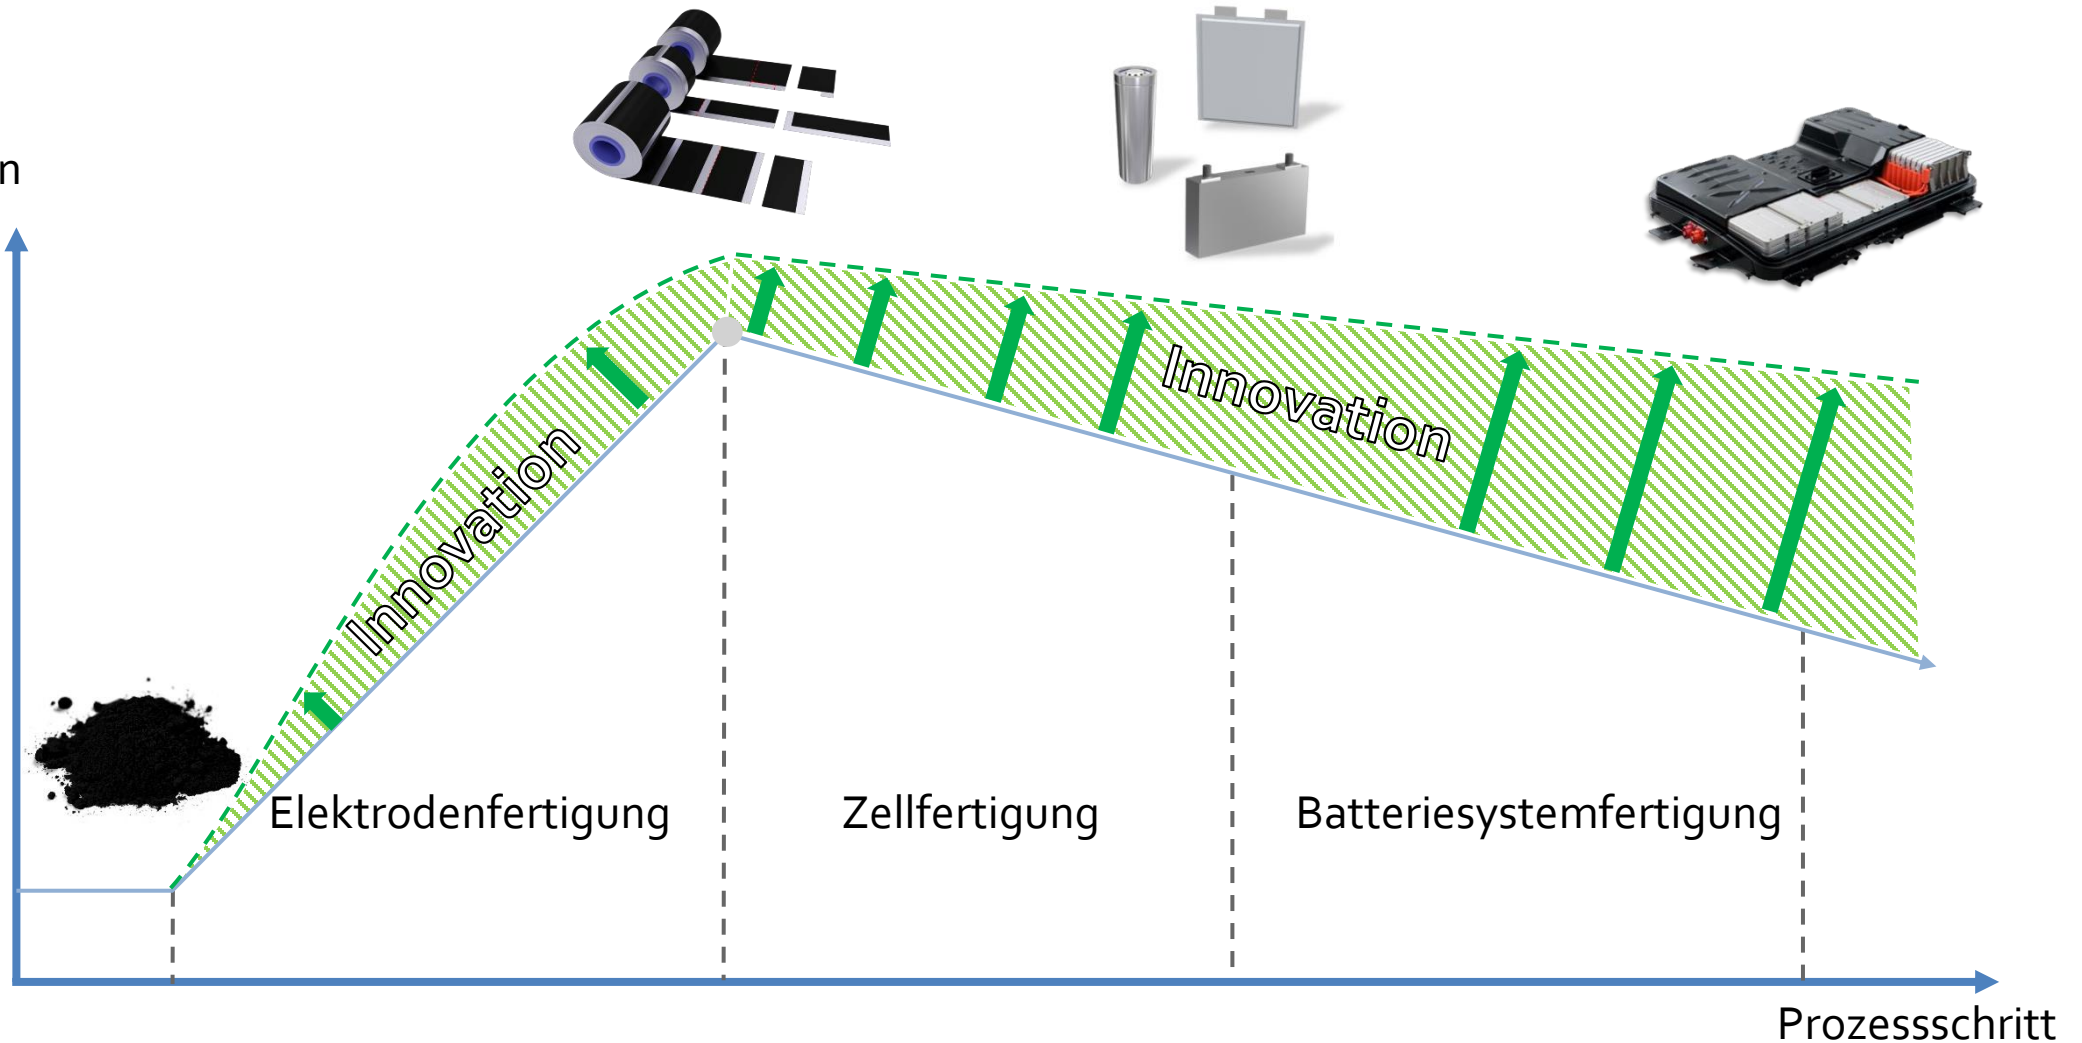 n
Innovation
Innovation
Elektrodenfertigung
Zellfertigung
Batteriesystemfertigung
Prozessschritt